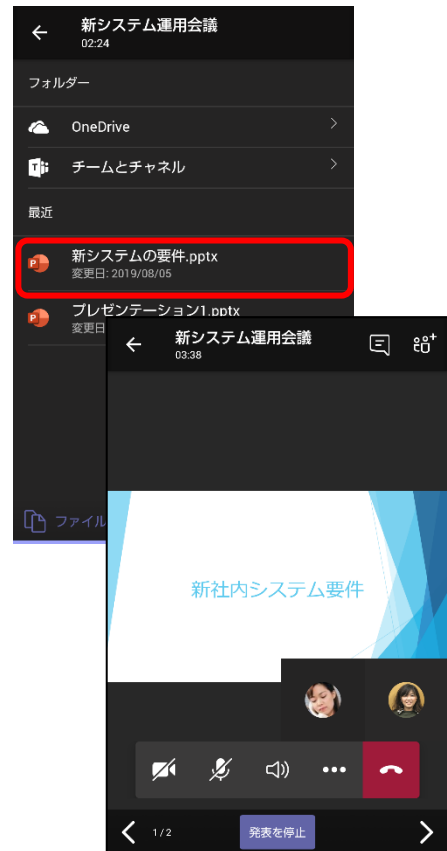 新システム運用会議
02:24
フォルダー
OneDrive
チームとチャネル
最近
新システムの要件.pptx
変更日: 2019/08/05
プレゼンテーション1.pptx
変更日
ファイル
新システム運用会議
03:38
新社内システム要件
1/2
発表を停止